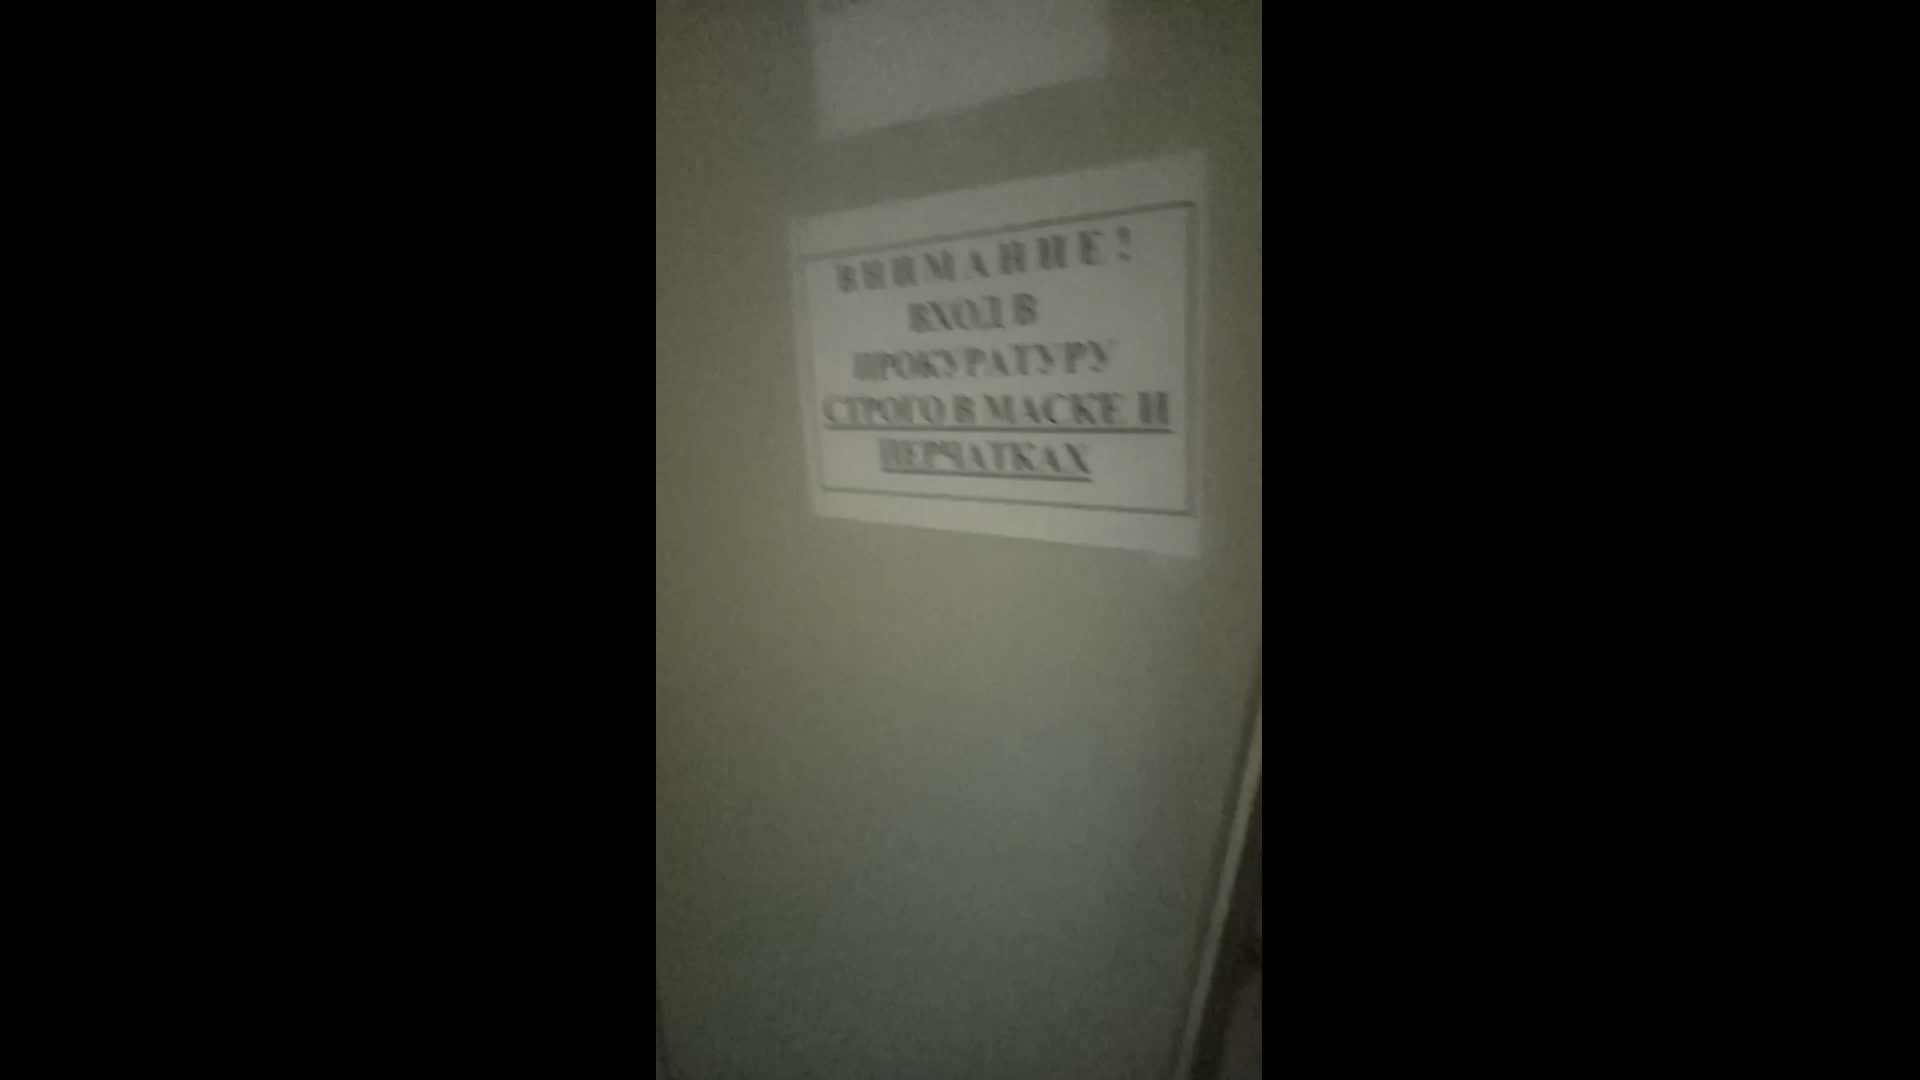 ВНИМАНИЕ!
ВХОД В
ПРОКУРАТУРУ
СТРОГО В МАСКЕ И
ПЕРЧАТКАХ